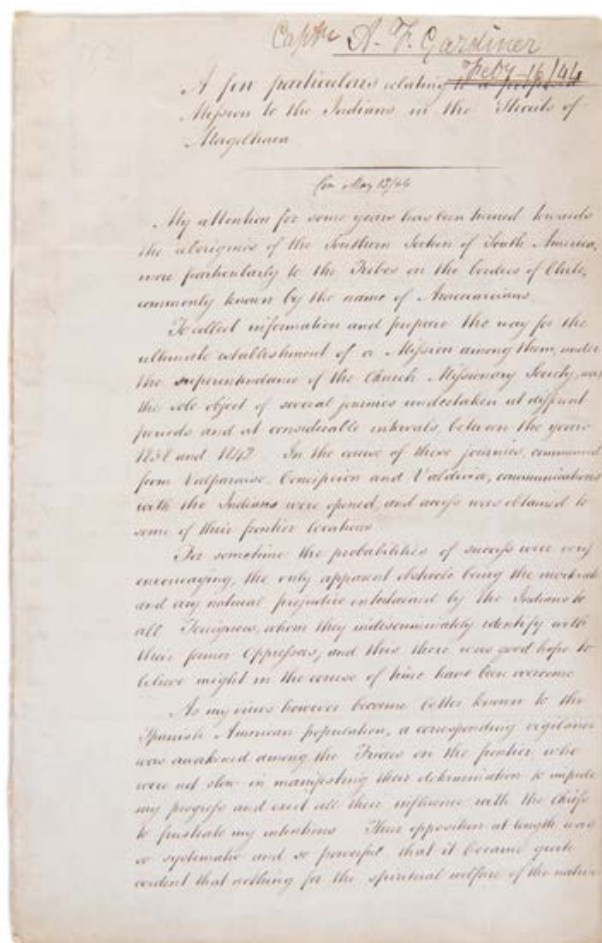 Captn A. F. Gardiner
Feby 16/44
A few particulars relating to a proposed
Mission to the Indians in the Straits of
Magelhaen
Com May 13/44
My attention for some years has been turned towards
the aborigines of the Southern Section of South America,
more particularly to the Tribes on the borders of Chile,
commonly known by the name of Araucanians.
To collect information and prepare the way for the
ultimate establishment of a Mission among them, under
the superintendance of the Church Missionary Society, was
the sole object of several journies undertaken at different
periods and at considerable intervals, between the years
1838 and 1842. In the course of these journies, commenced
from Valparaiso, Concepcion and Valdivia, communications
with the Indians were opened, and access was obtained to
some of their frontier locations.
For sometime the probabilities of success were very
encouraging, the only apparent obstacle being the inveterate
and very natural prejudice entertained by the Indians to
all Foreigners, whom they indiscriminately identify with
their former Oppressors, and this there was good hope to
believe might in the course of time have been overcome.
As my views however became better known to the
Spanish American population, a corresponding vigilance
was awakened among the Friars on the frontier who
were not slow in manifesting their determination to impede
my progress and exert all their influence with the chiefs
to frustrate my intentions. Their opposition at length was
so systematic and so powerful that it became quite
evident that nothing for the spiritual welfare of the native